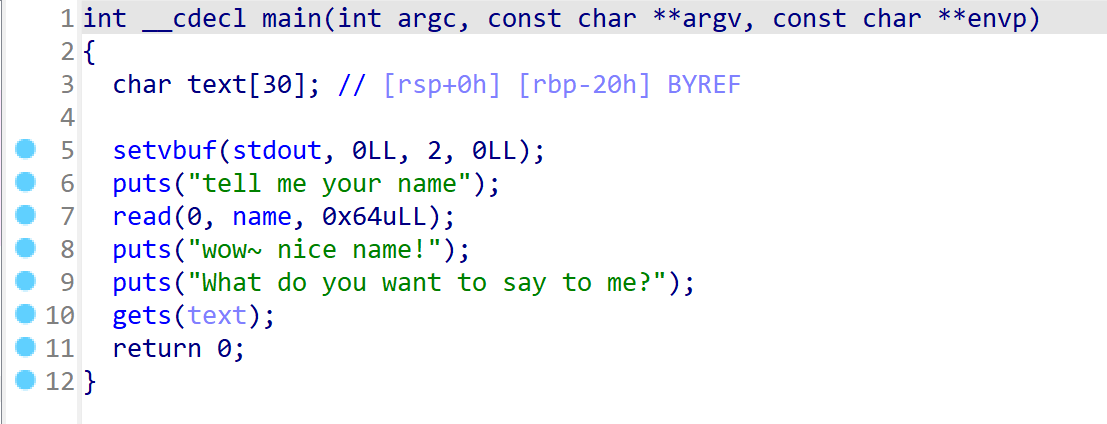 1 int __cdecl main(int argc, const char **argv, const char **envp)
2 {
3 char text[30]; // [rsp+0h] [rbp-20h] BYREF
4
5 setvbuf(stdout, 0LL, 2, 0LL);
6 puts("tell me your name");
7 read(0, name, 0x64uLL);
8 puts("wow~ nice name!");
9 puts("What do you want to say to me?");
10 gets(text);
11 return 0;
12 }